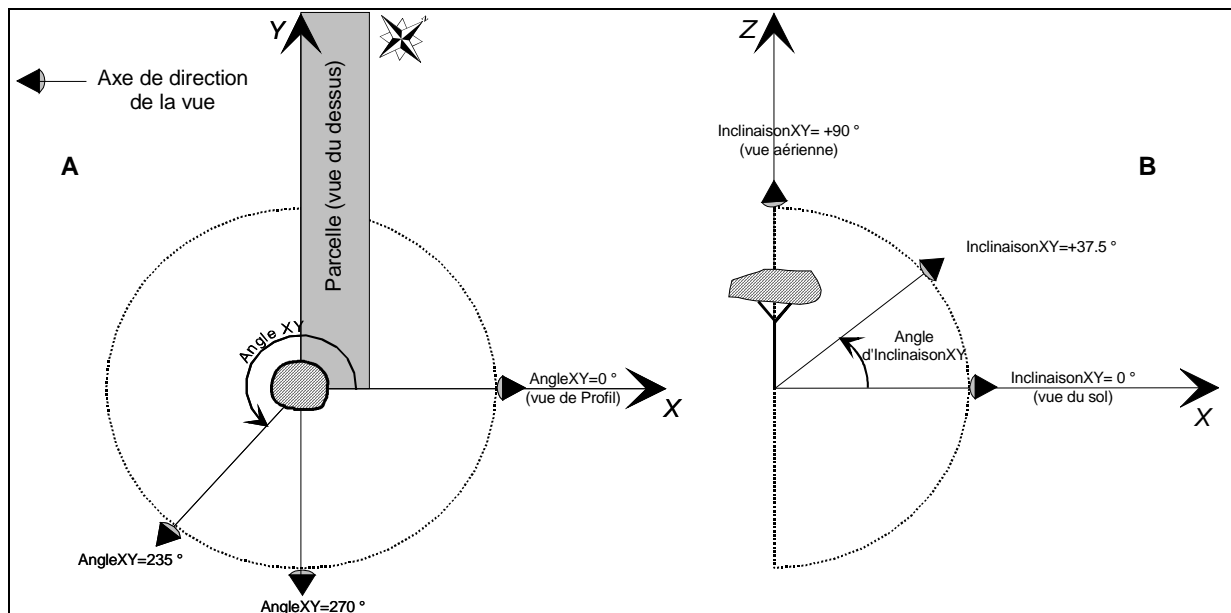 Y
Axe de direction
de la vue
A
Parcelle (vue du dessus)
Angle XY
AngleXY=0 °
(vue de Profil)
X
AngleXY=235 °
AngleXY=270 °
Z
InclinaisonXY= +90 °
(vue aérienne)
B
InclinaisonXY=+37.5 °
Angle
d'InclinaisonXY
InclinaisonXY= 0 °
(vue du sol)
X